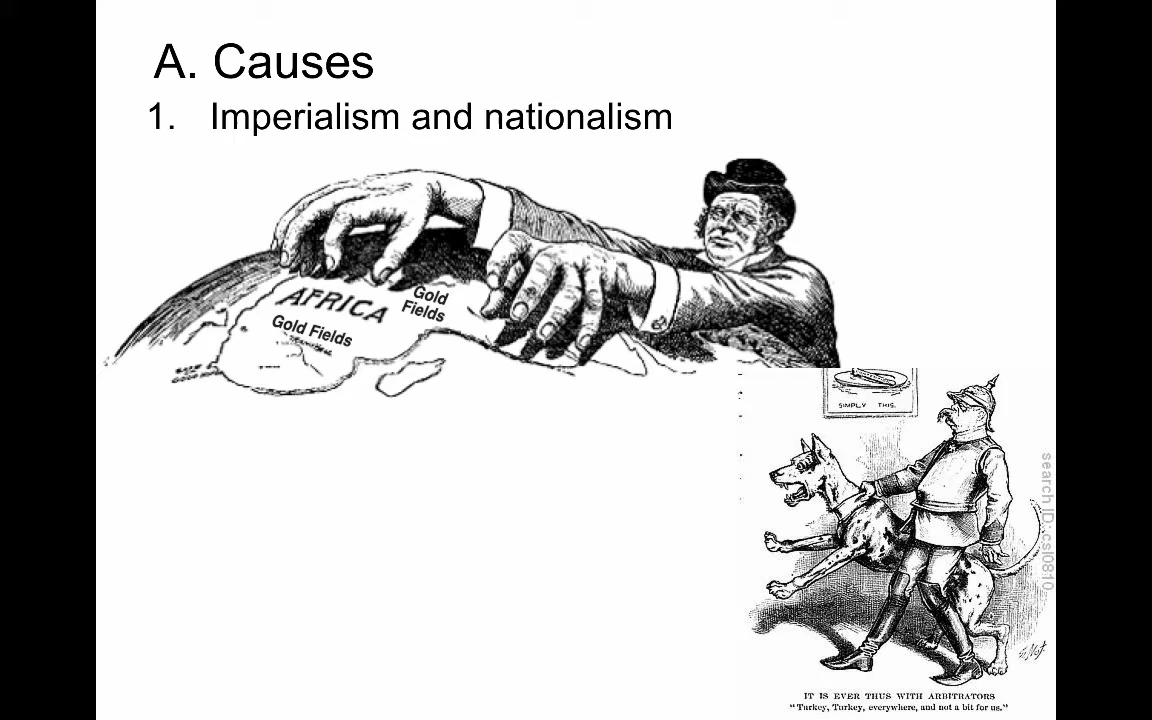 A. Causes
1. Imperialism and nationalism
AFRICA
Gold
Fields
Gold Fields
SIMPLY THIS.
search ID: csl0810
IT IS EVER THUS WITH ARBITRATORS
"Turkey, Turkey, everywhere, and not a bit for us."